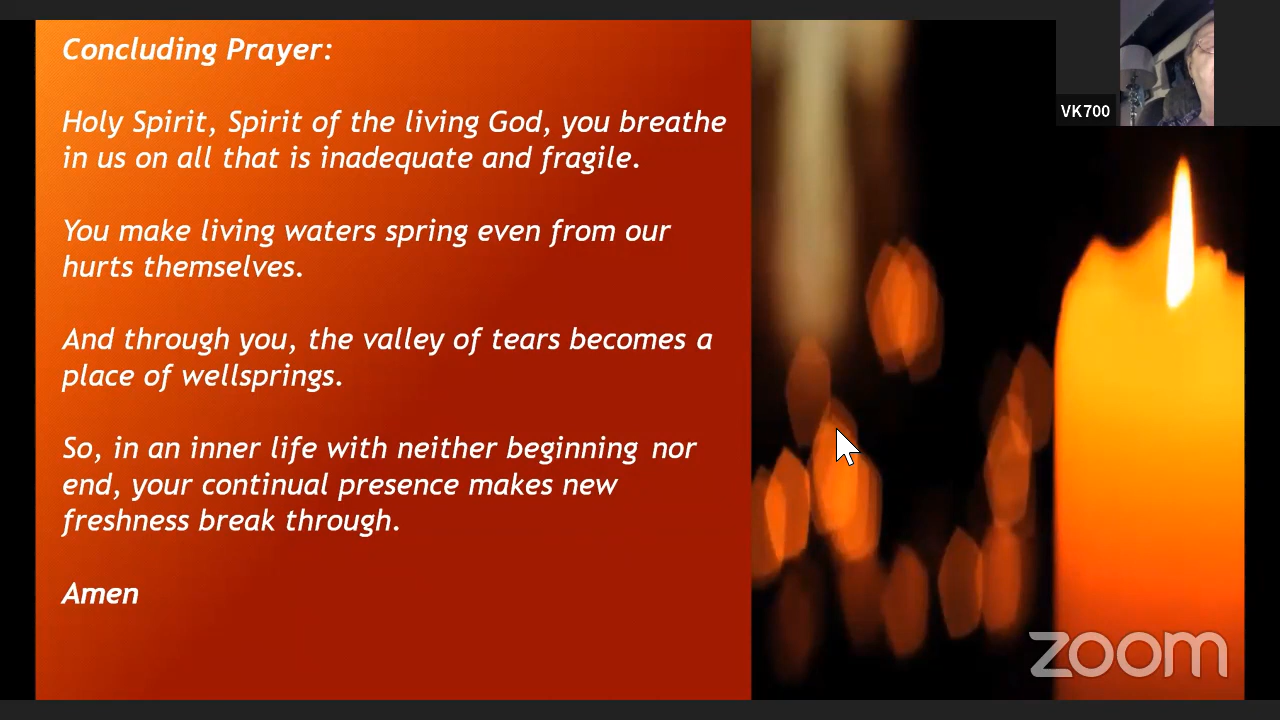 Concluding Prayer:
Holy Spirit, Spirit of the living God, you breathe
in us on all that is inadequate and fragile.
You make living waters spring even from our
hurts themselves.
And through you, the valley of tears becomes a
place of wellsprings.
So, in an inner life with neither beginning nor
end, your continual presence makes new
freshness break through.
Amen
VK700
zoom